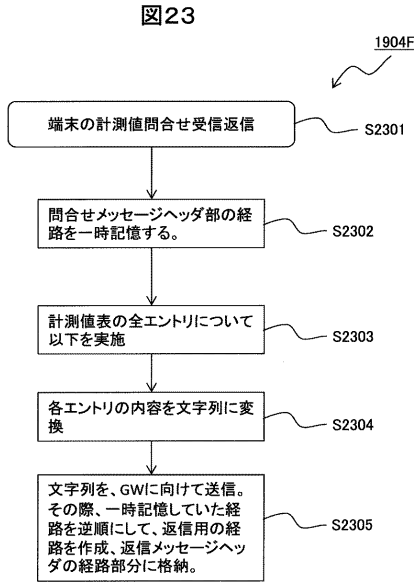 図23
1904F
端末の計測値問合せ受信返信
S2301
問合せメッセージヘッダ部の経
路を一時記憶する。
S2302
計測値表の全エントリについて
以下を実施
S2303
各エントリの内容を文字列に変
換
S2304
文字列を、GWに向けて送信。
その際、一時記憶していた経
路を逆順にして、返信用の経
路を作成、返信メッセージヘッ
ダの経路部分に格納。
S2305